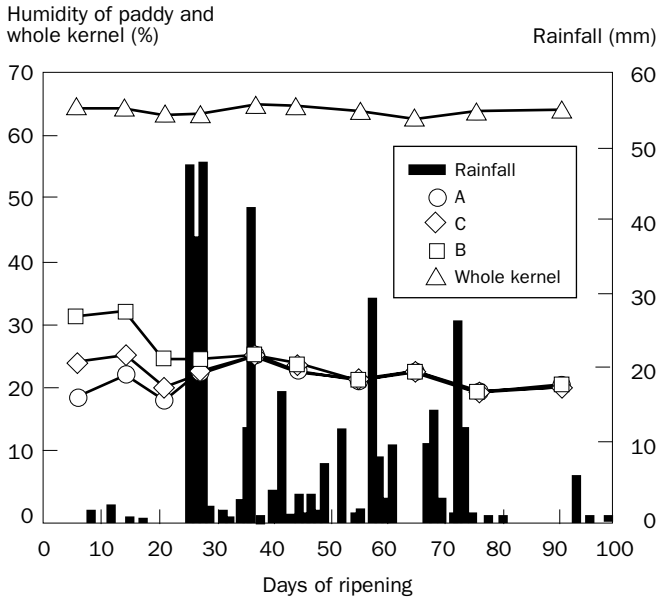 Humidity of paddy and
whole kernel (%)
Rainfall (mm)
70
60
50
40
30
20
10
0
60
50
40
30
20
10
0
Rainfall
A
C
B
Whole kernel
0 10 20 30 40 50 60 70 80 90 100
Days of ripening